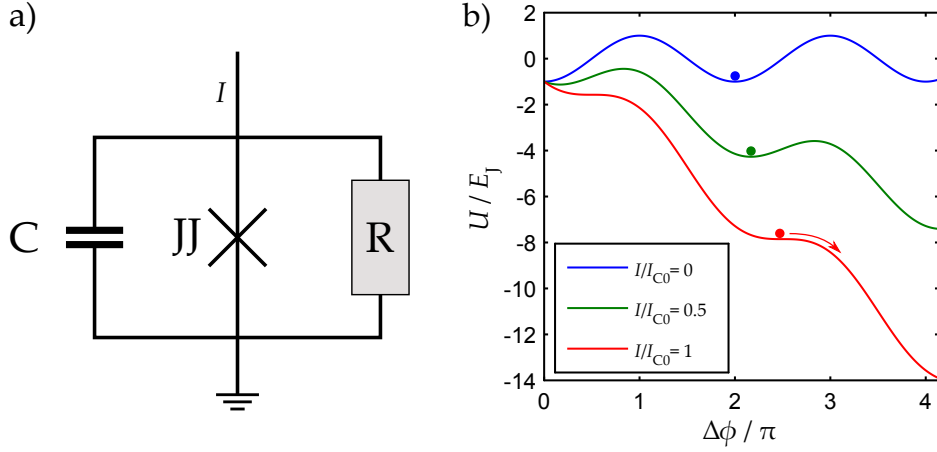 a)
I
C
JJ
R
b)
2
0
-2
-4
-6
-8
-10
-12
-14
U / E_J
I/I_C0 = 0
I/I_C0 = 0.5
I/I_C0 = 1
0
1
2
3
4
Δϕ / π